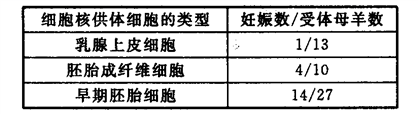 细胞核供体细胞的类型 妊娠数/受体母羊数
乳腺上皮细胞 1/13
胚胎成纤维细胞 4/10
早期胚胎细胞 14/27